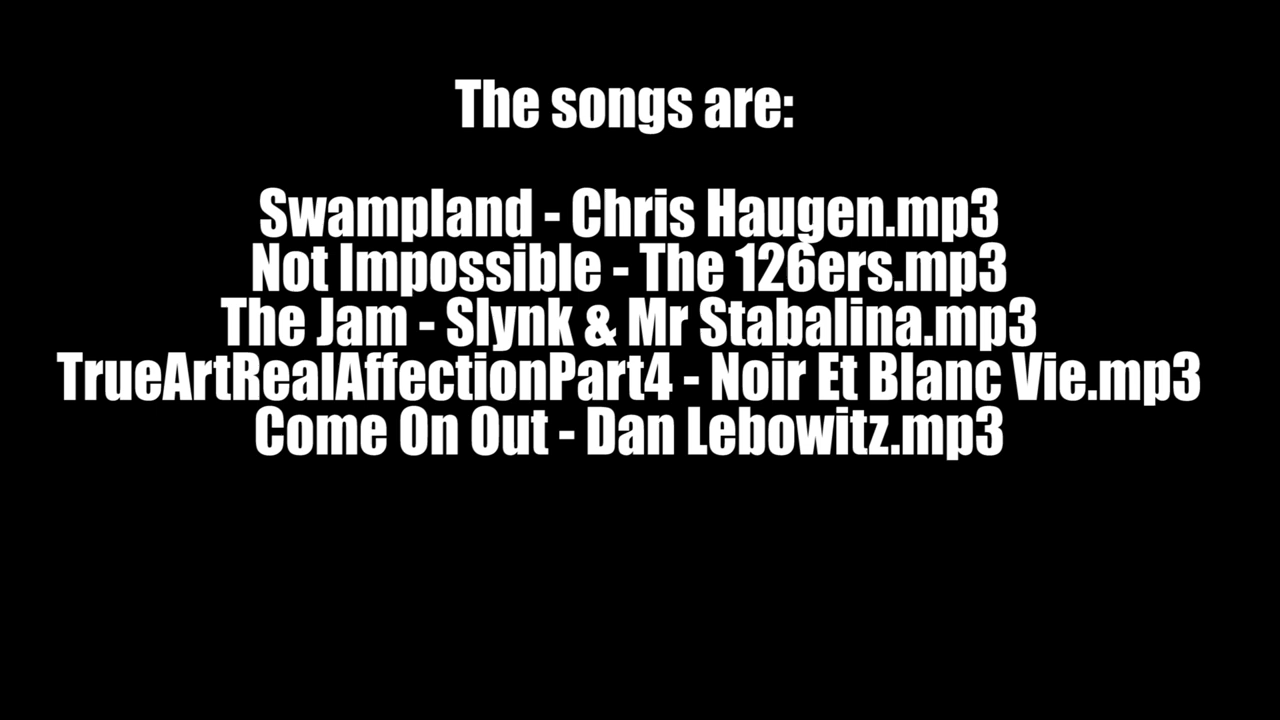 The songs are:
Swampland - Chris Haugen.mp3
Not Impossible - The 126ers.mp3
The Jam - Slynk & Mr Stabalina.mp3
TrueArtRealAffectionPart4 - Noir Et Blanc Vie.mp3
Come On Out - Dan Lebowitz.mp3